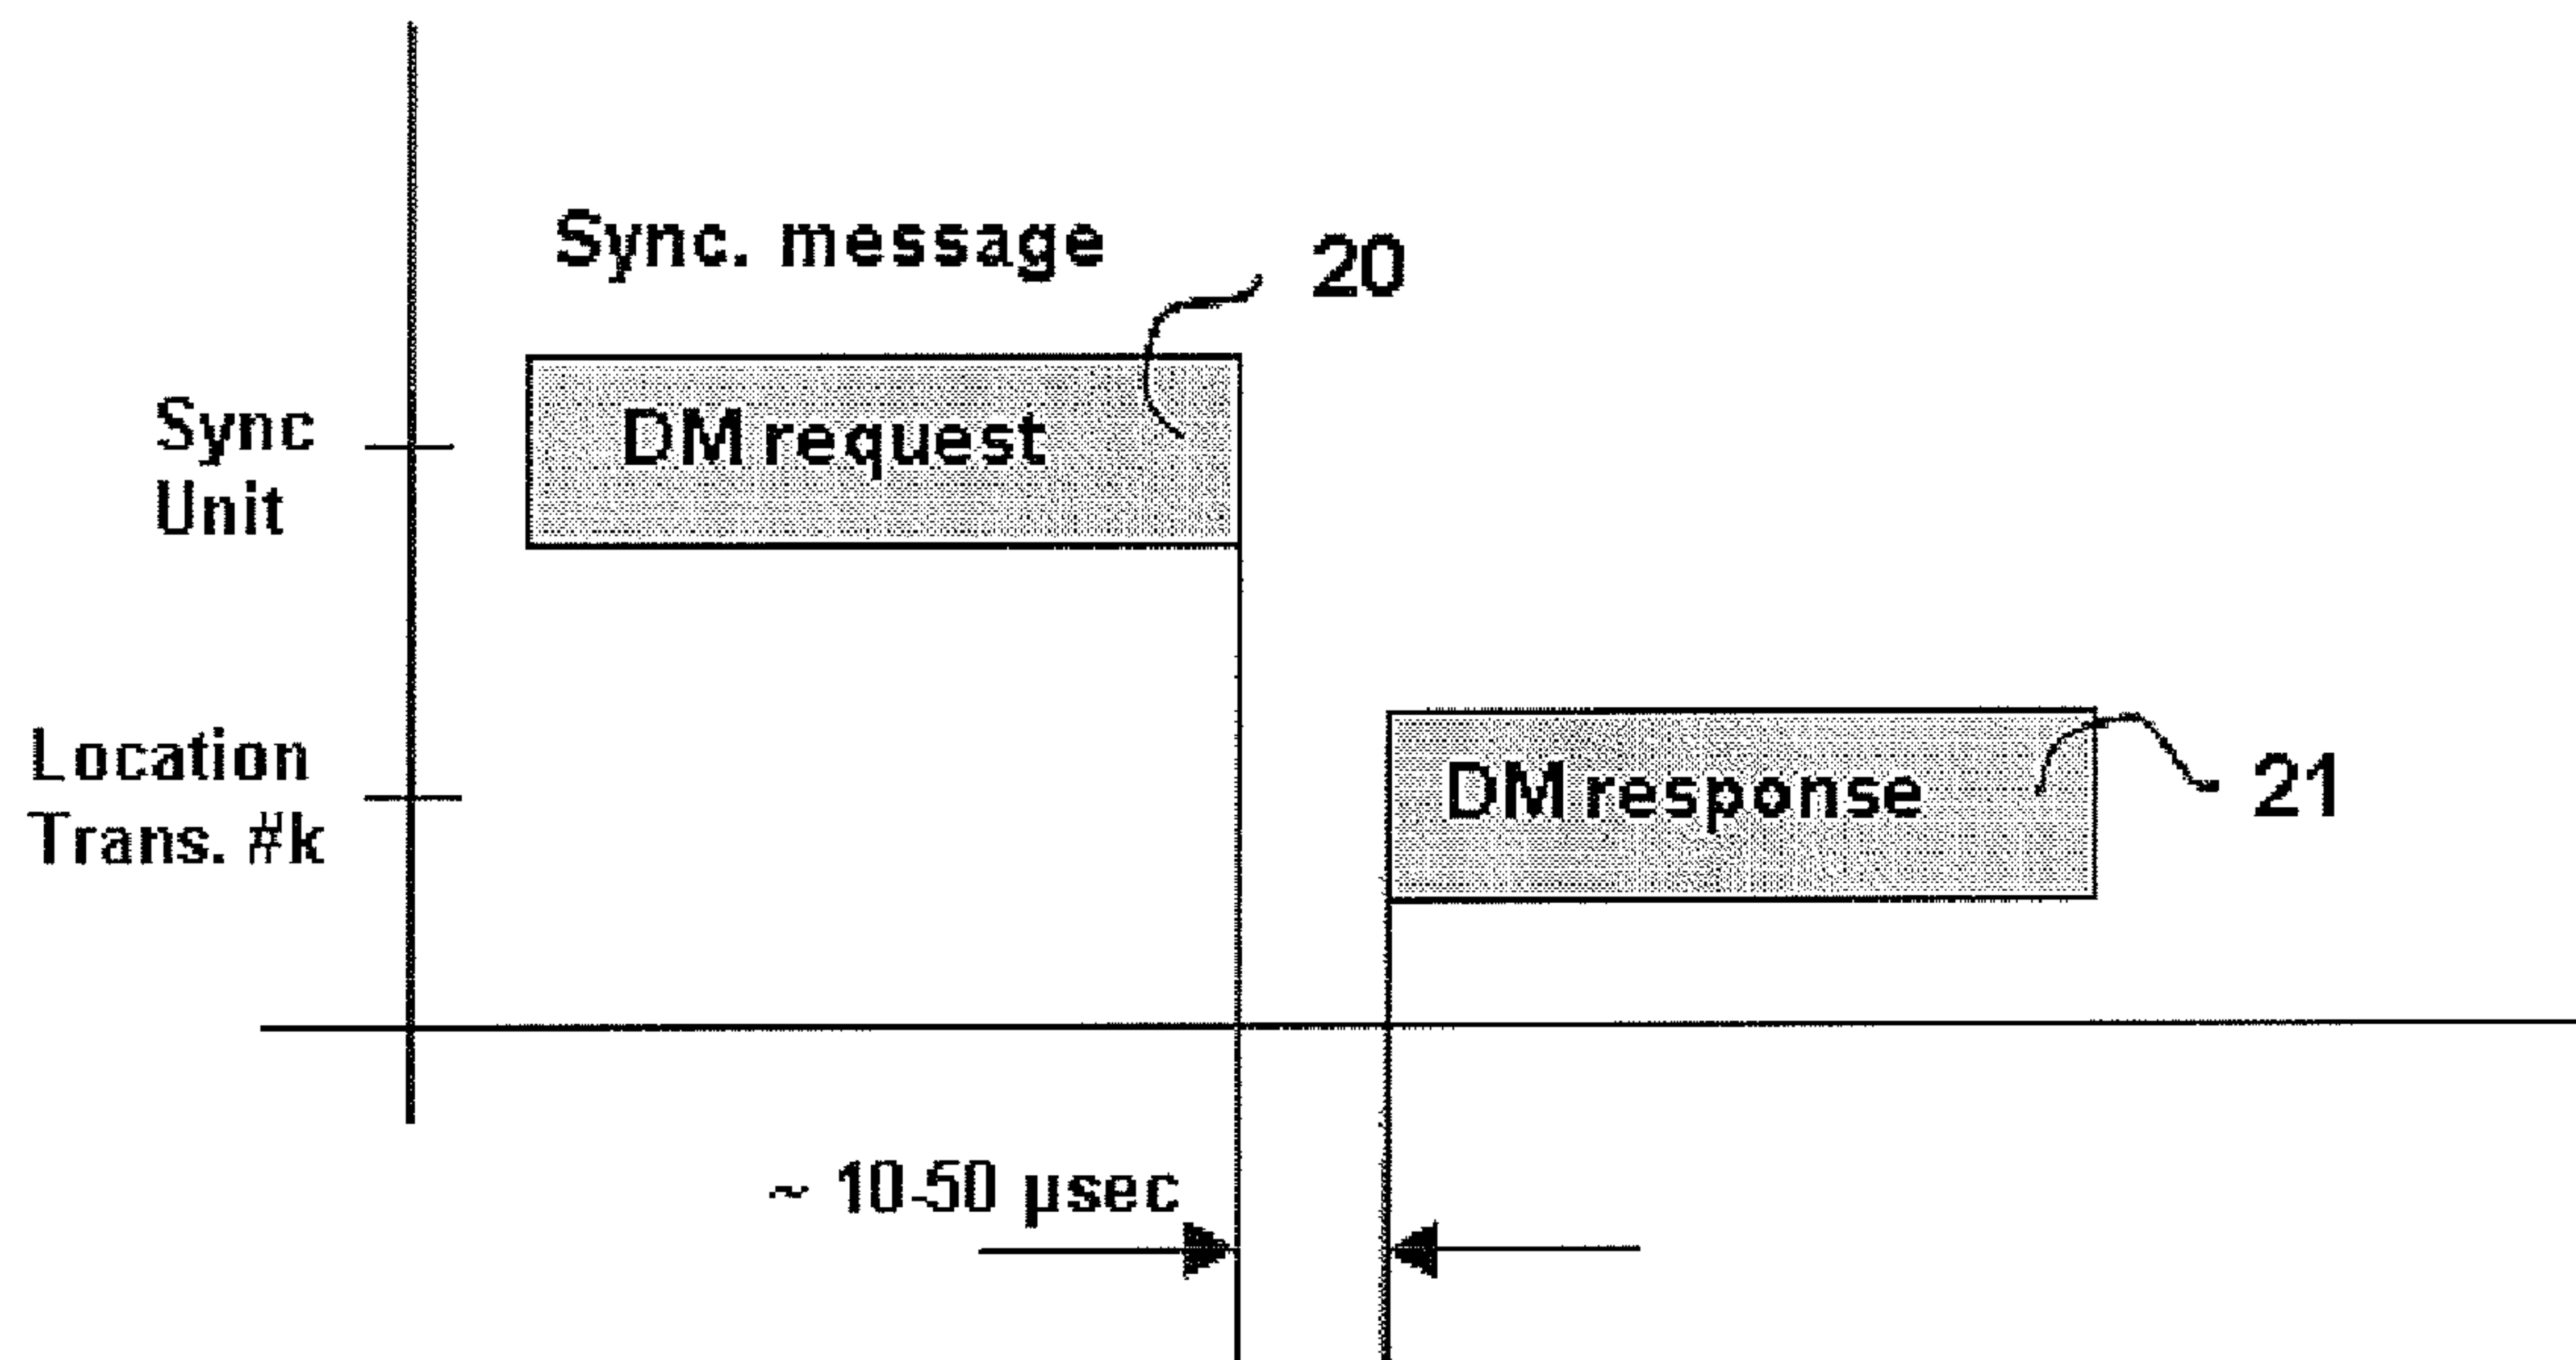 Sync. message
20
DM request
Sync
Unit
Location
Trans. #k
DM response
21
~ 10-50 µsec